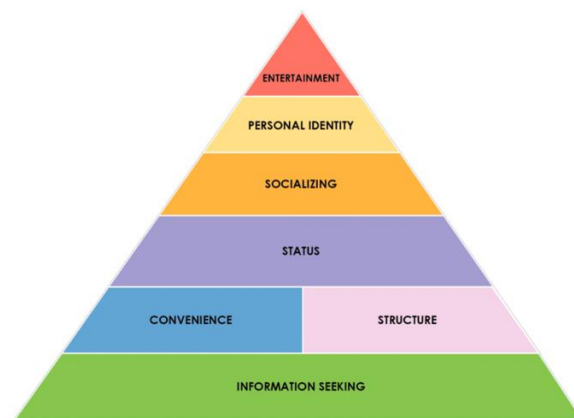 ENTERTAINMENT
PERSONAL IDENTITY
SOCIALIZING
STATUS
CONVENIENCE
STRUCTURE
INFORMATION SEEKING